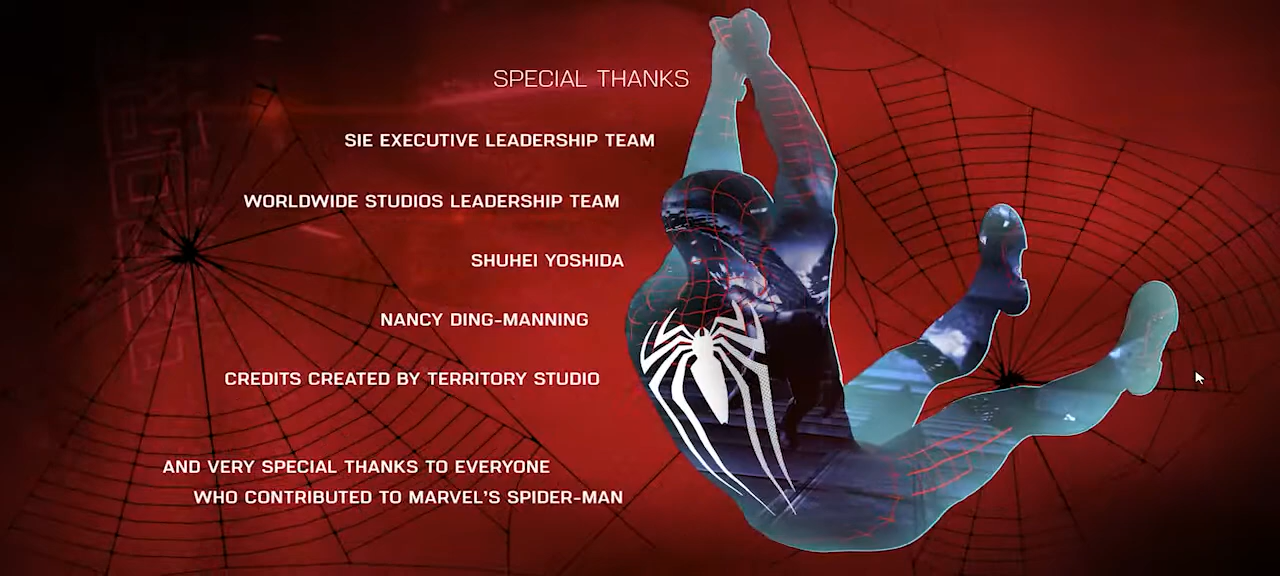 SPECIAL THANKS
SIE EXECUTIVE LEADERSHIP TEAM
WORLDWIDE STUDIOS LEADERSHIP TEAM
SHUHEI YOSHIDA
NANCY DING-MANNING
CREDITS CREATED BY TERRITORY STUDIO
AND VERY SPECIAL THANKS TO EVERYONE
WHO CONTRIBUTED TO MARVEL'S SPIDER-MAN